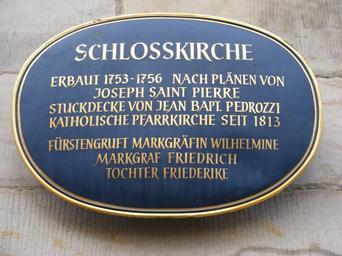 SCHLOSSKIRCHE
ERBAUT 1753-1756 NACH PLÄNEN VON
JOSEPH SAINT PIERRE
STUCKDECKE VON JEAN BAPT. PEDROZZI
KATHOLISCHE PFARRKIRCHE SEIT 1813
FÜRSTENGRUFT MARKGRÄFIN WILHELMINE
MARKGRAF FRIEDRICH
TOCHTER FRIEDERIKE